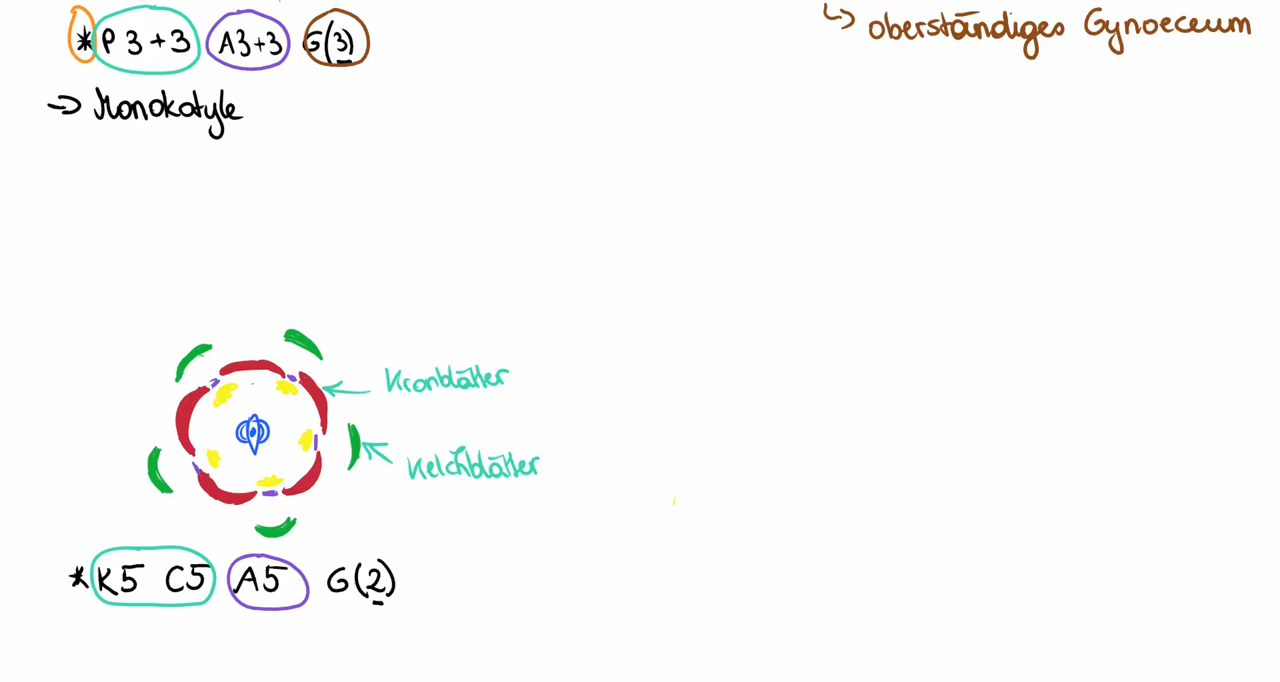 ↳ oberständiges Gynoeceum
* P 3+3 A3+3 G(3)
→ Monokotyle
Kronblätter
Kelchblätter
* K5 C5 A5 G(2)